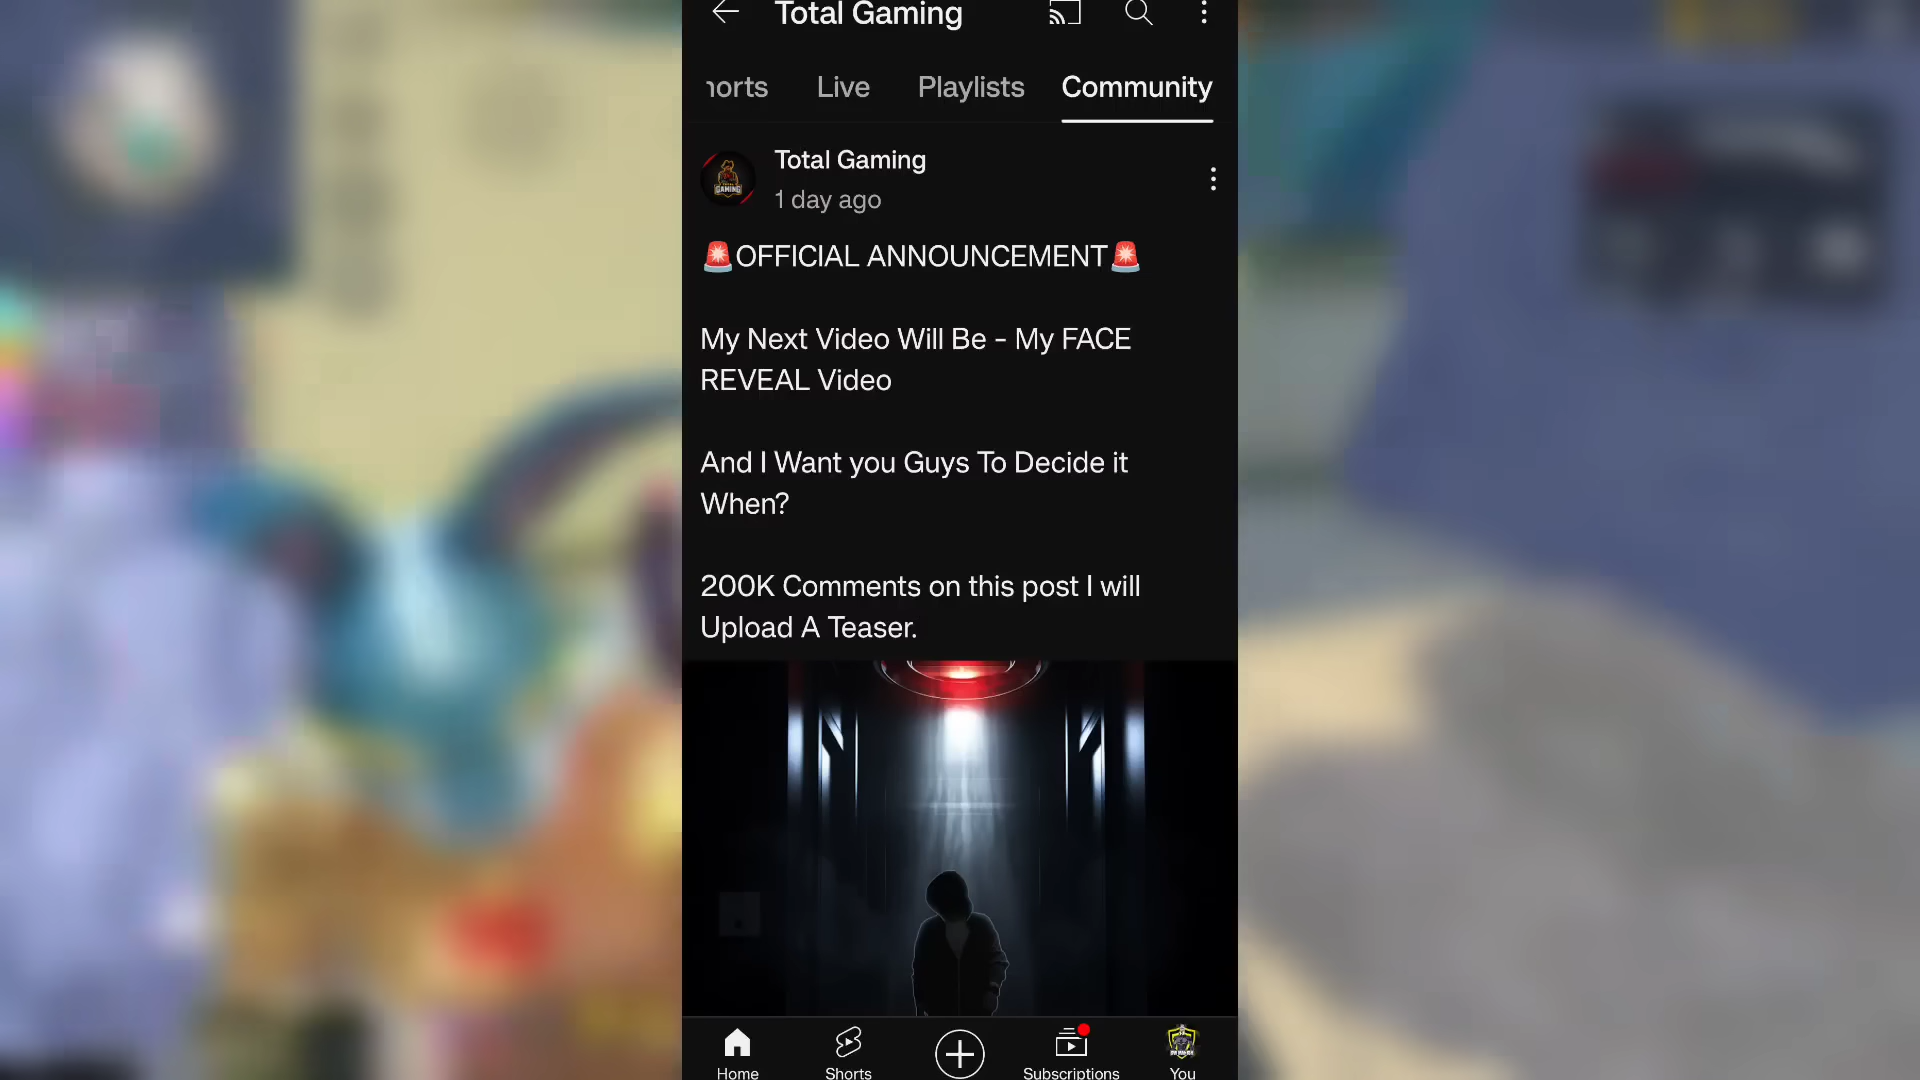 Total Gaming
horts Live Playlists Community
Total Gaming
1 day ago
🚨OFFICIAL ANNOUNCEMENT🚨
My Next Video Will Be - My FACE
REVEAL Video
And I Want you Guys To Decide it
When?
200K Comments on this post I will
Upload A Teaser.
GAMING
Home Shorts Subscriptions You